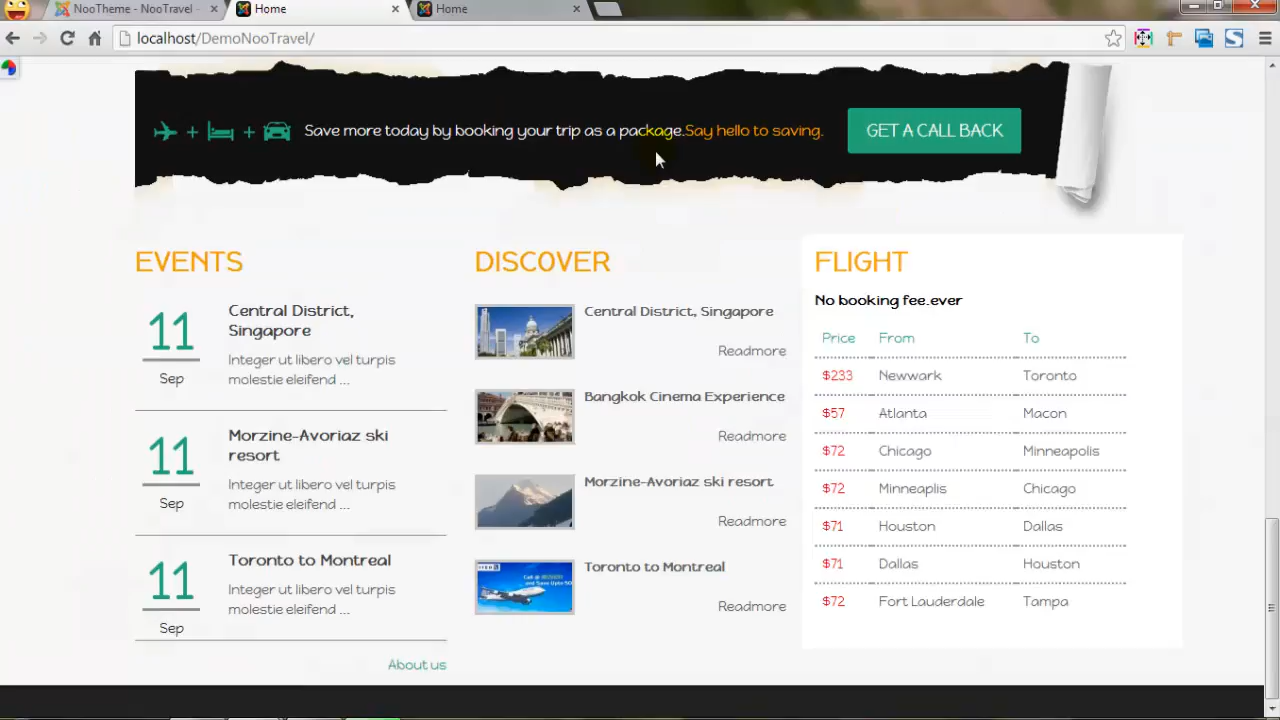 NooTheme - NooTravel -
Home
Home
localhost/DemoNooTravel/
Save more today by booking your trip as a package.Say hello to saving.
GET A CALL BACK
EVENTS
11
Sep
Central District,
Singapore
Integer ut libero vel turpis
molestie eleifend ...
11
Sep
Morzine-Avoriaz ski
resort
Integer ut libero vel turpis
molestie eleifend ...
11
Sep
Toronto to Montreal
Integer ut libero vel turpis
molestie eleifend ...
About us
DISCOVER
Central District, Singapore
Readmore
Bangkok Cinema Experience
Readmore
Morzine-Avoriaz ski resort
Readmore
Toronto to Montreal
Readmore
FLIGHT
No booking fee.ever
Price From To
$233 Newwark Toronto
$57 Atlanta Macon
$72 Chicago Minneapolis
$72 Minneaplis Chicago
$71 Houston Dallas
$71 Dallas Houston
$72 Fort Lauderdale Tampa